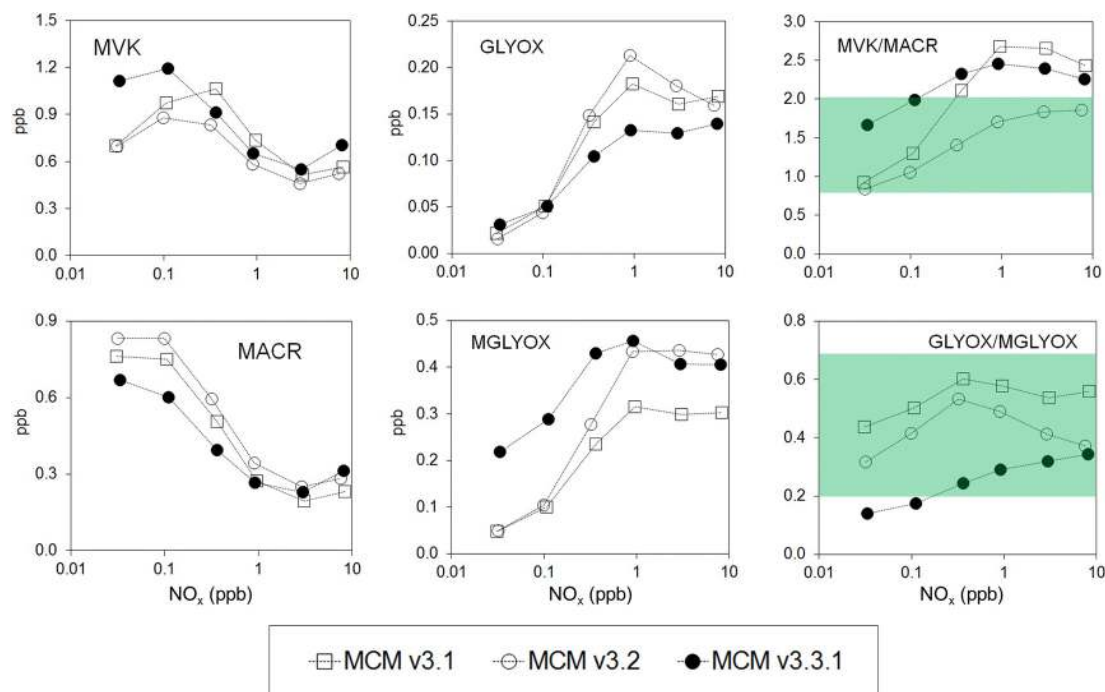 MVK
ppb
1.5
1.2
0.9
0.6
0.3
0.0
0.01 0.1 1 10
GLYOX
ppb
0.25
0.20
0.15
0.10
0.05
0.00
0.01 0.1 1 10
MVK/MACR
3.0
2.5
2.0
1.5
1.0
0.5
0.0
0.01 0.1 1 10
MACR
ppb
0.9
0.6
0.3
0.0
0.01 0.1 1 10
NOx (ppb)
MGLYOX
ppb
0.5
0.4
0.3
0.2
0.1
0.0
0.01 0.1 1 10
NOx (ppb)
GLYOX/MGLYOX
0.8
0.6
0.4
0.2
0.0
0.01 0.1 1 10
NOx (ppb)
MCM v3.1 MCM v3.2 MCM v3.3.1